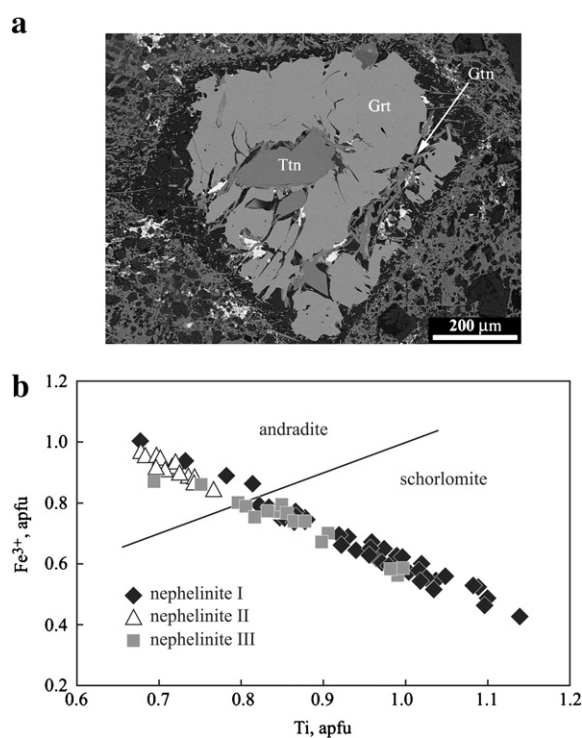 a
Gtn
Grt
Ttn
200 μm
b
1.2
1.0
0.8
0.6
0.4
0.2
Fe3+, apfu
andradite
schorlomite
nephelinite I
nephelinite II
nephelinite III
0.6 0.7 0.8 0.9 1.0 1.1 1.2
Ti, apfu